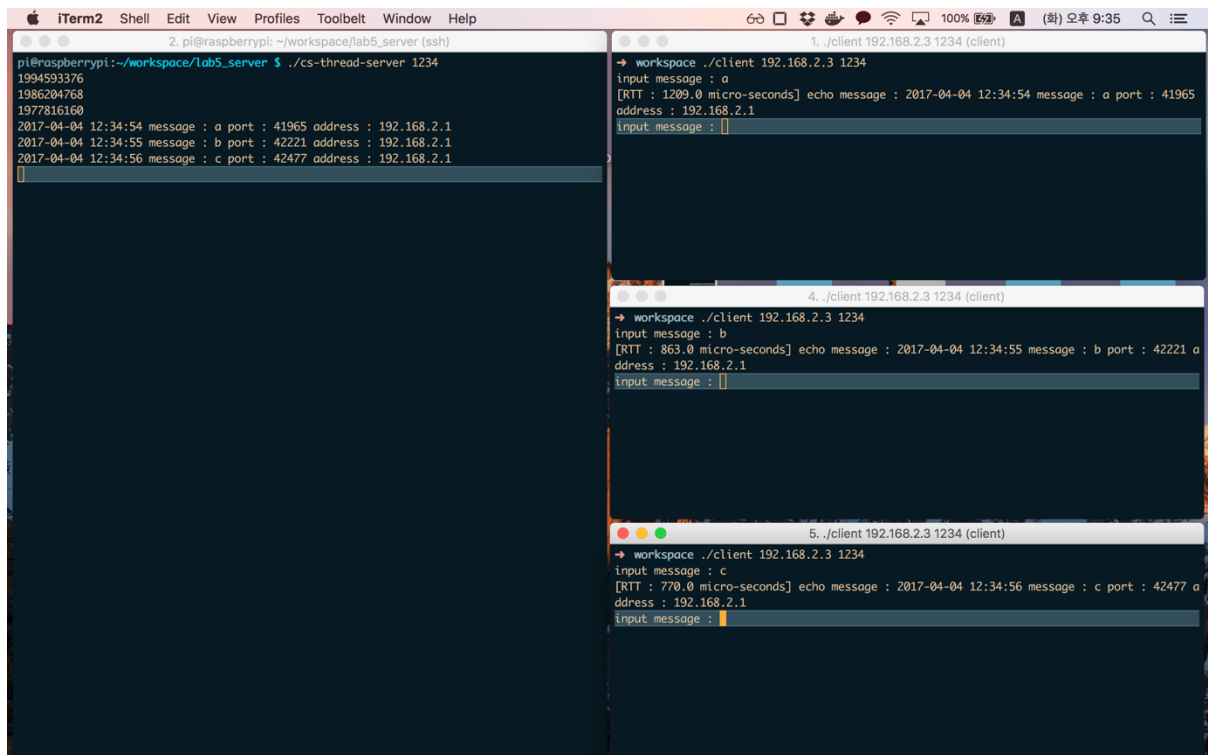 iTerm2 Shell Edit View Profiles Toolbelt Window Help 100% A (화) 오후 9:35
2. pi@raspberrypi: ~/workspace/lab5_server (ssh)
pi@raspberrypi:~/workspace/lab5_server $ ./cs-thread-server 1234
1994593376
1986204768
1977816160
2017-04-04 12:34:54 message : a port : 41965 address : 192.168.2.1
2017-04-04 12:34:55 message : b port : 42221 address : 192.168.2.1
2017-04-04 12:34:56 message : c port : 42477 address : 192.168.2.1
1. ./client 192.168.2.3 1234 (client)
→ workspace ./client 192.168.2.3 1234
input message : a
[RTT : 1209.0 micro-seconds] echo message : 2017-04-04 12:34:54 message : a port : 41965
address : 192.168.2.1
input message :
4. ./client 192.168.2.3 1234 (client)
→ workspace ./client 192.168.2.3 1234
input message : b
[RTT : 863.0 micro-seconds] echo message : 2017-04-04 12:34:55 message : b port : 42221 a
ddress : 192.168.2.1
input message :
5. ./client 192.168.2.3 1234 (client)
→ workspace ./client 192.168.2.3 1234
input message : c
[RTT : 770.0 micro-seconds] echo message : 2017-04-04 12:34:56 message : c port : 42477 a
ddress : 192.168.2.1
input message :